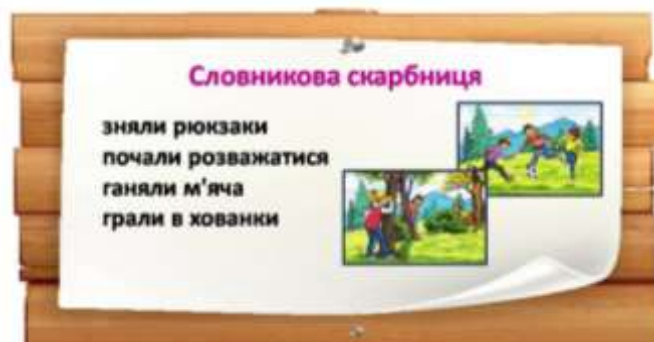 Словникова скарбниця
зняли рюкзаки
почали розважатися
ганяли м'яча
грали в хованки